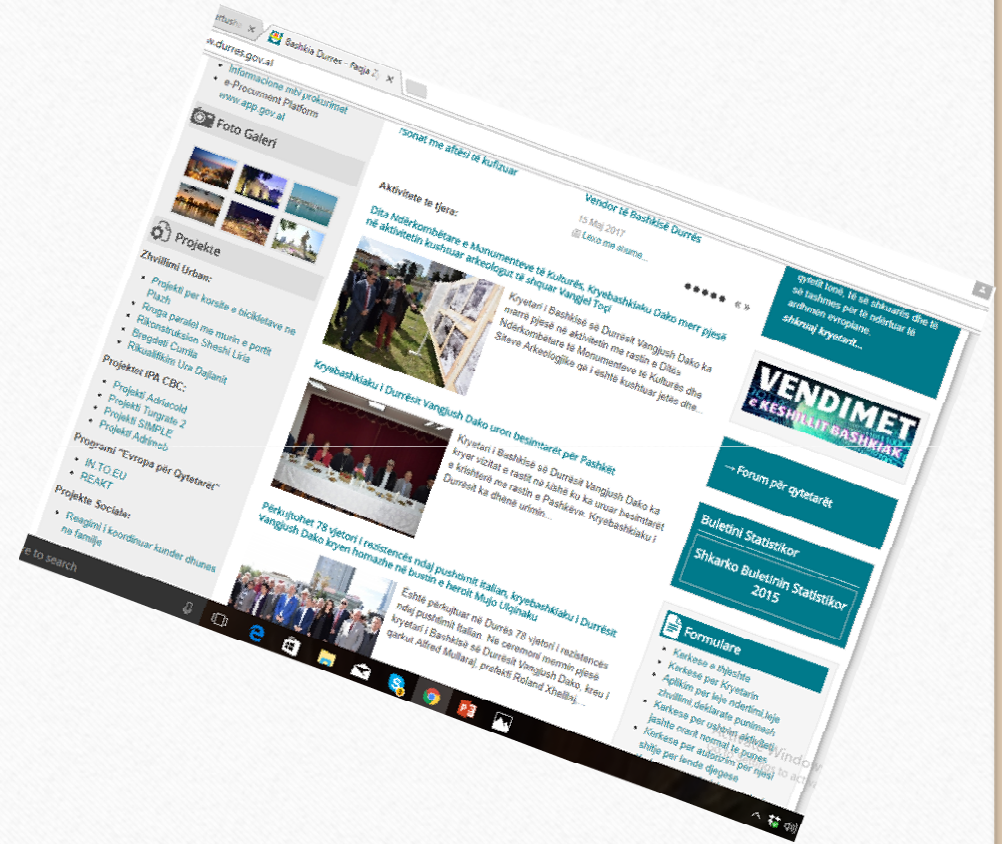 Bashkia Durres - Faqja Z
w.durres.gov.al
Informacione mbi prokurimet
e-Procurment Platform
www.app.gov.al
Foto Galeri
Projekte
Zhvillimi Urban:
Projekti per korsite e bicikletave ne
Plazh
Rruga paralel me murin e portit
Rikonstruksion Sheshi Liria
Bregdeti Currila
Rikualifikim Ura Dajlanit
Projektet IPA CBC:
Projekti Adriacold
Projekti Turgrate 2
Projekti SIMPLE
Projekti Adrimob
Programi "Evropa për Qytetarët"
IN.TO.EU
REAKT
Projekte Sociale:
Reagimi i koordinuar kunder dhunes
ne familje
rsonat me aftësi të kufizuar
Vendor të Bashkisë Durrës
15 Maj 2017
Lexo me shumë...
Aktivitete te tjera:
Dita Ndërkombëtare e Monumenteve të Kulturës, Kryebashkiaku Dako merr pjesë
në aktivitetin kushtuar arkeologut të shquar Vangjel Toçi
Kryetari i Bashkisë së Durrësit Vangjush Dako ka
marrë pjesë në aktivitetin me rastin e Ditës
Ndërkombëtare të Monumenteve të Kulturës dhe
Siteve Arkeologjike që i është kushtuar jetës dhe...
Kryebashkiaku i Durrësit Vangjush Dako uron besimtarët për Pashkët
Kryetari i Bashkisë së Durrësit Vangjush Dako ka
kryer vizitat e rastit në kishë ku ka uruar besimtarët
e krishterë me rastin e Pashkëve. Kryebashkiaku i
Durrësit ka dhënë urimin...
Përkujtohet 78 vjetori i rezistencës ndaj pushtimit italian, kryebashkiaku i Durrësit
Vangjush Dako kryen homazhe në bustin e heroit Mujo Ulqinaku
Është përkujtuar në Durrës 78 vjetori i rezistencës
ndaj pushtimit italian. Ne ceremoni mermin pjesë
kryetari i Bashkisë së Durrësit Vangjush Dako, kreu i
qarkut Alfred Mullaraj, prefekti Roland Xhelilaj,...
qytetit tonë, të së shkuarës dhe të
së tashmes për të ndërtuar të
ardhmen evropiane.
shkruaj kryetarit...
VENDIMET
e KËSHILLIT BASHKIAK
Forum për qytetarët
Buletini Statistikor
Shkarko Buletinin Statistikor
2015
Formulare
Kerkese e thjeshte
Kerkese per Kryetarin
Aplikim per leje ndertimi,leje
zhvillimi,deklarate punimesh
Kerkese per ushtrim aktiviteti
jashte orarit normal te punes
Kerkese per autorizim per njesi
shitje per lende djegese
re to search